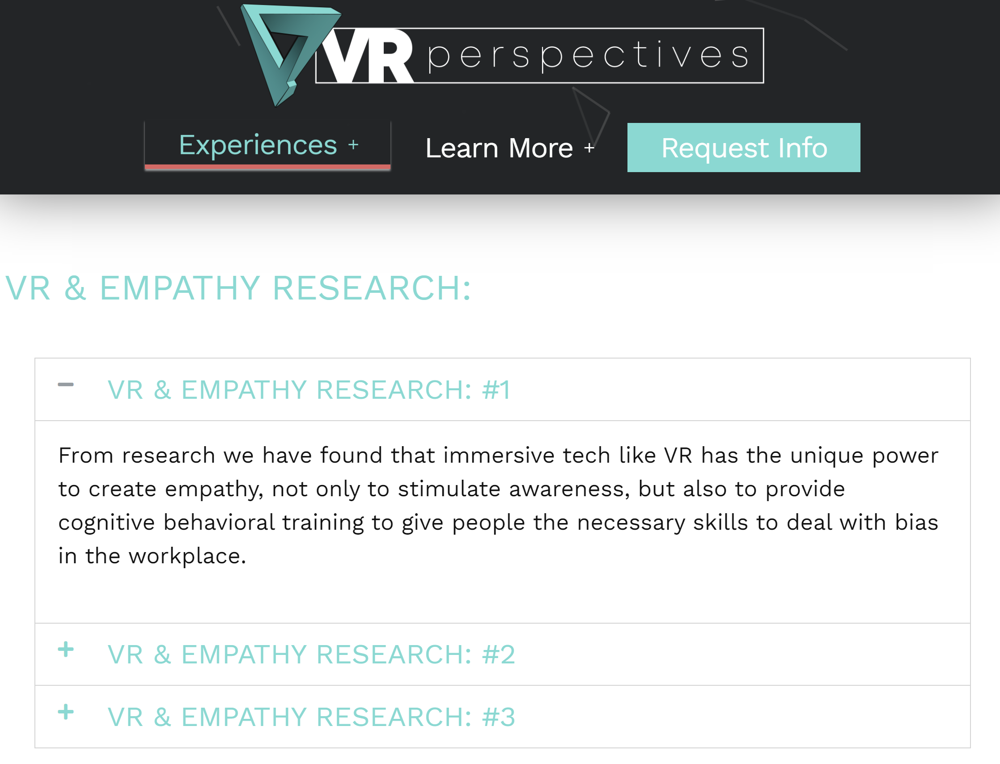 VR perspectives
Experiences +
Learn More +
Request Info
VR & EMPATHY RESEARCH:
VR & EMPATHY RESEARCH: #1
From research we have found that immersive tech like VR has the unique power
to create empathy, not only to stimulate awareness, but also to provide
cognitive behavioral training to give people the necessary skills to deal with bias
in the workplace.
VR & EMPATHY RESEARCH: #2
VR & EMPATHY RESEARCH: #3